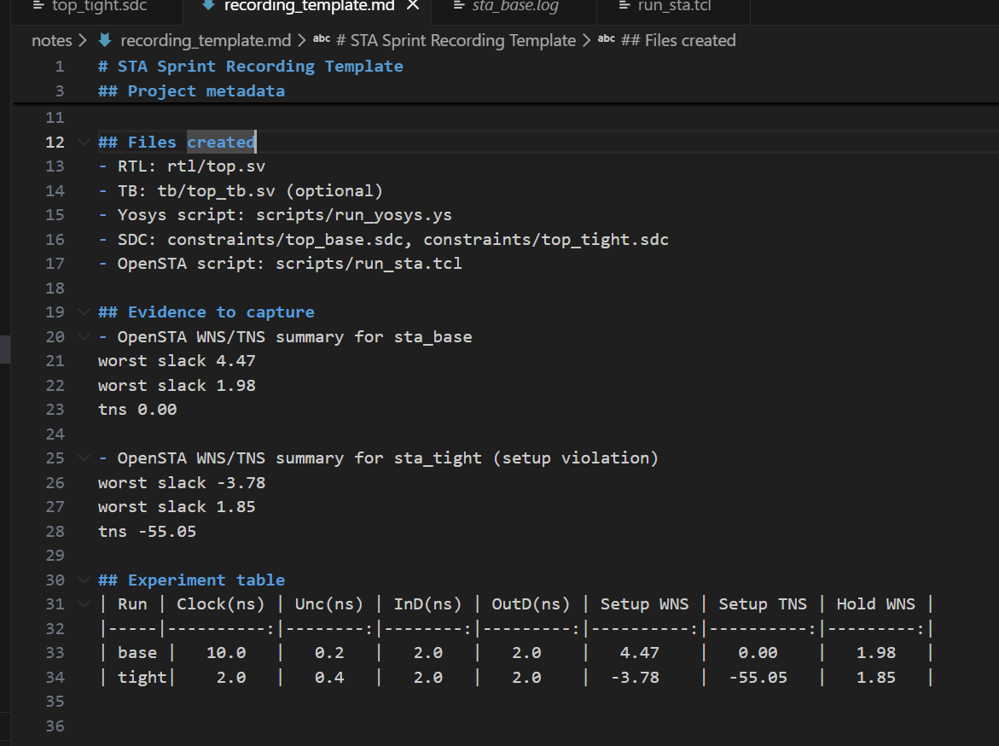 top_tight.sdc recording_template.md sta_base.log run_sta.tcl
notes > recording_template.md > abc # STA Sprint Recording Template > abc ## Files created
1 # STA Sprint Recording Template
3 ## Project metadata
11
12 ## Files created
13 - RTL: rtl/top.sv
14 - TB: tb/top_tb.sv (optional)
15 - Yosys script: scripts/run_yosys.ys
16 - SDC: constraints/top_base.sdc, constraints/top_tight.sdc
17 - OpenSTA script: scripts/run_sta.tcl
18
19 ## Evidence to capture
20 - OpenSTA WNS/TNS summary for sta_base
21 worst slack 4.47
22 worst slack 1.98
23 tns 0.00
24
25 - OpenSTA WNS/TNS summary for sta_tight (setup violation)
26 worst slack -3.78
27 worst slack 1.85
28 tns -55.05
29
30 ## Experiment table
31 | Run | Clock(ns) | Unc(ns) | InD(ns) | OutD(ns) | Setup WNS | Setup TNS | Hold WNS |
32 |-----|----------:|--------:|--------:|---------:|----------:|----------:|---------:|
33 | base | 10.0 | 0.2 | 2.0 | 2.0 | 4.47 | 0.00 | 1.98 |
34 | tight| 2.0 | 0.4 | 2.0 | 2.0 | -3.78 | -55.05 | 1.85 |
35
36